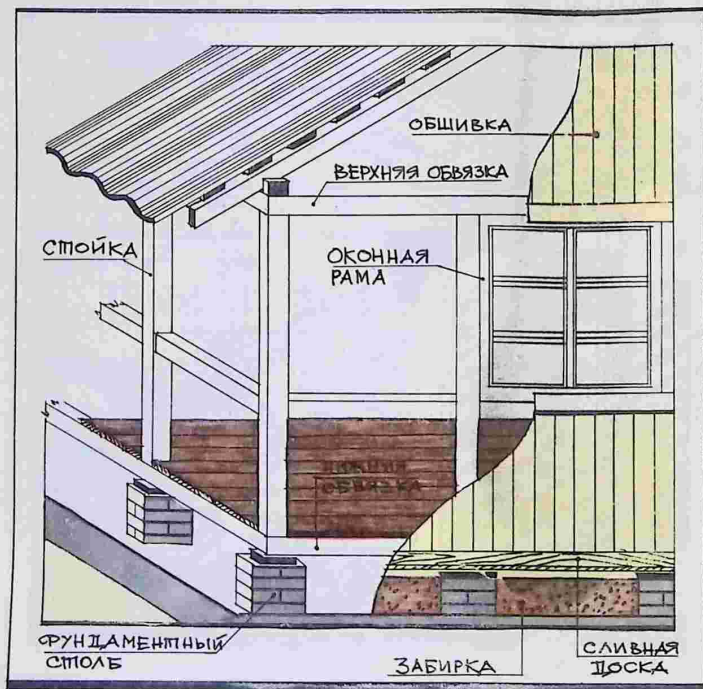 ОБШИВКА
ВЕРХНЯЯ ОБВЯЗКА
СТОЙКА
ОКОННАЯ
РАМА
НИЖНЯЯ
ОБВЯЗКА
ФУНДАМЕНТНЫЙ
СТОЛБ
ЗАБИРКА
СЛИВНАЯ
ДОСКА